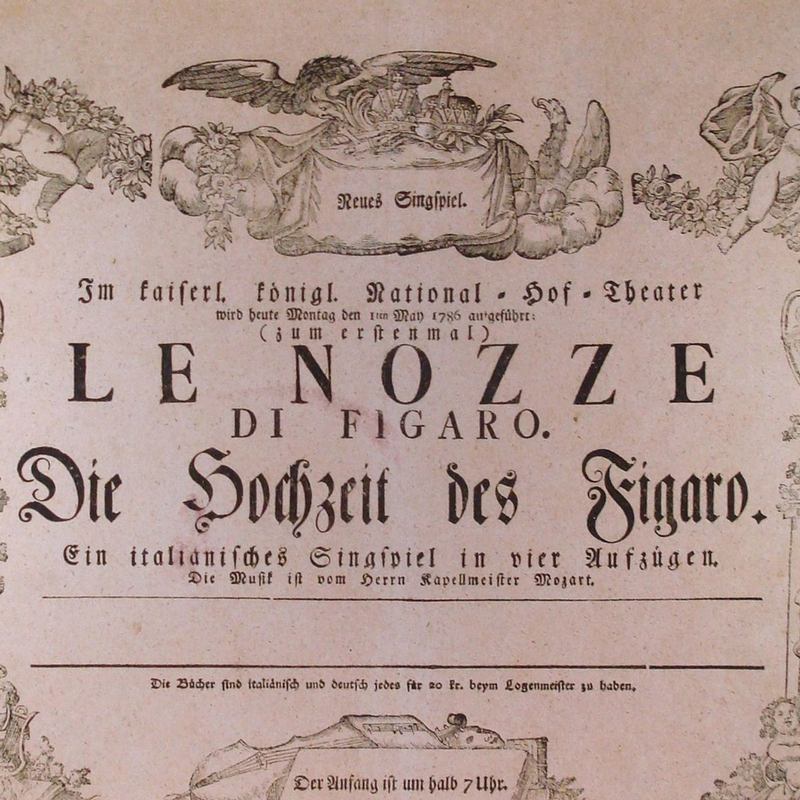 Neues Singspiel.
Im kaiserl. königl. National-Hof-Theater
wird heute Montag den 1ten May 1786 aufgeführt:
(zum erstenmal)
LE NOZZE
DI FIGARO.
Die Hochzeit des Figaro.
Ein italiänisches Singspiel in vier Aufzügen.
Die Musik ist vom Herrn Kapellmeister Mozart.
Die Bücher sind italiänisch und deutsch jedes für 20 kr. beym Logenmeister zu haben.
Der Anfang ist um halb 7 Uhr.